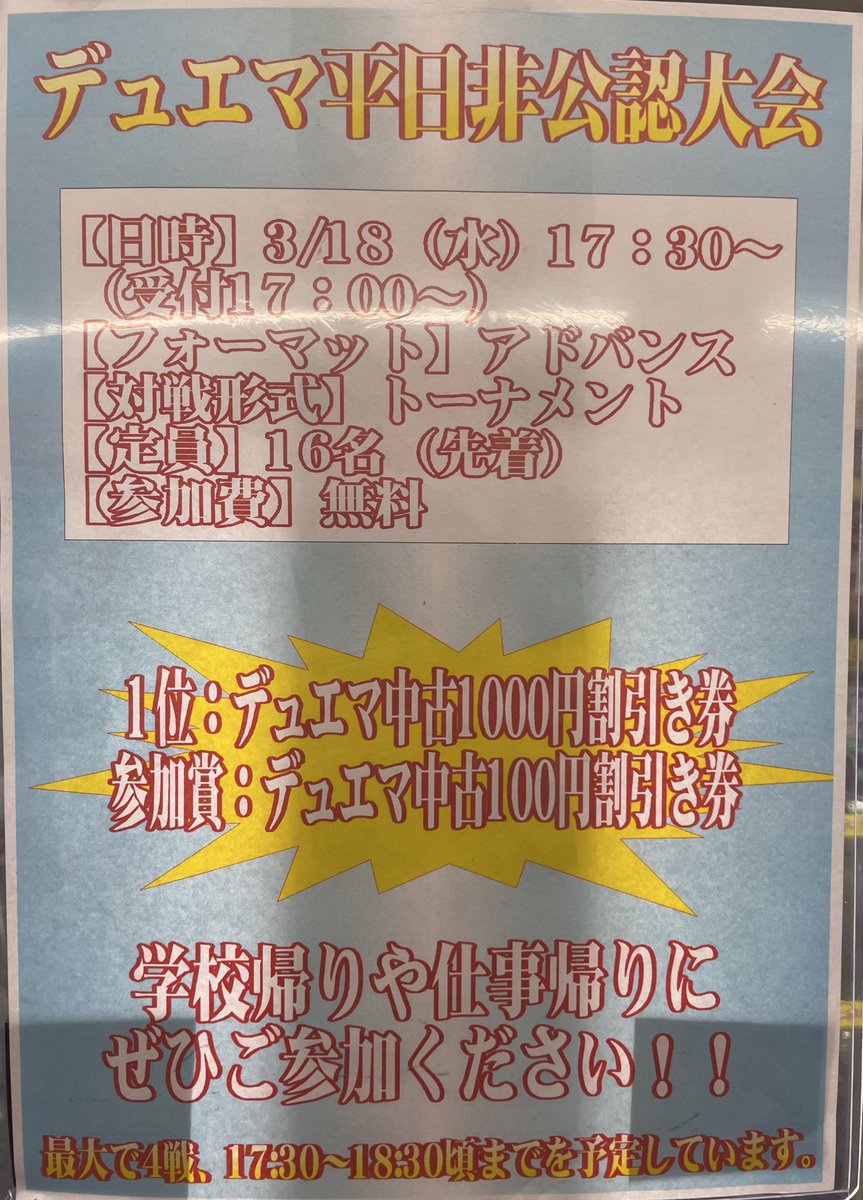 デュエマ平日非公認大会
【日時】3/18（水）17：30〜
（受付17：00〜）
【フォーマット】アドバンス
【対戦形式】トーナメント
【定員】16名（先着）
【参加費】無料
1位：デュエマ中古1000円割引き券
参加賞：デュエマ中古100円割引き券
学校帰りや仕事帰りに
ぜひご参加ください！！
最大で4戦、17:30〜18:30頃までを予定しています。